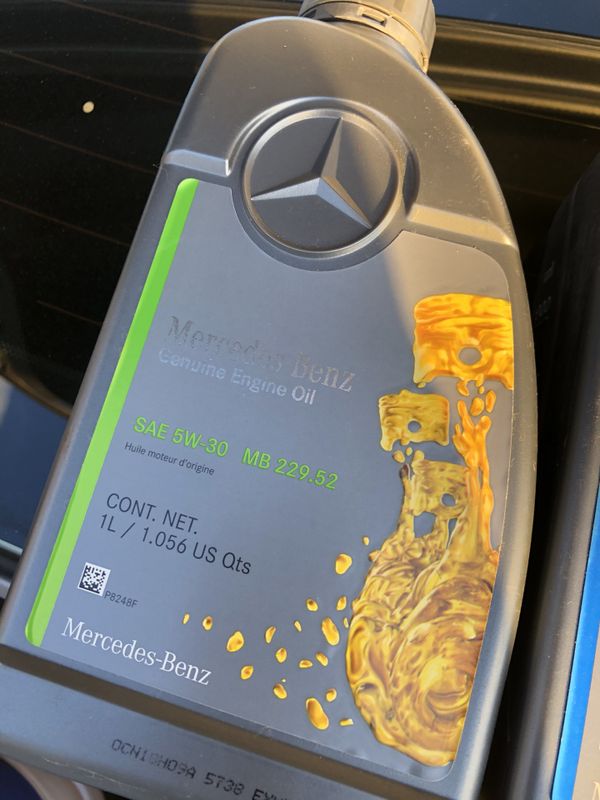 Mercedes-Benz
Genuine Engine Oil
SAE 5W-30 MB 229.52
Huile moteur d'origine
CONT. NET.
1L / 1.056 US Qts
P8248F
Mercedes-Benz
5738